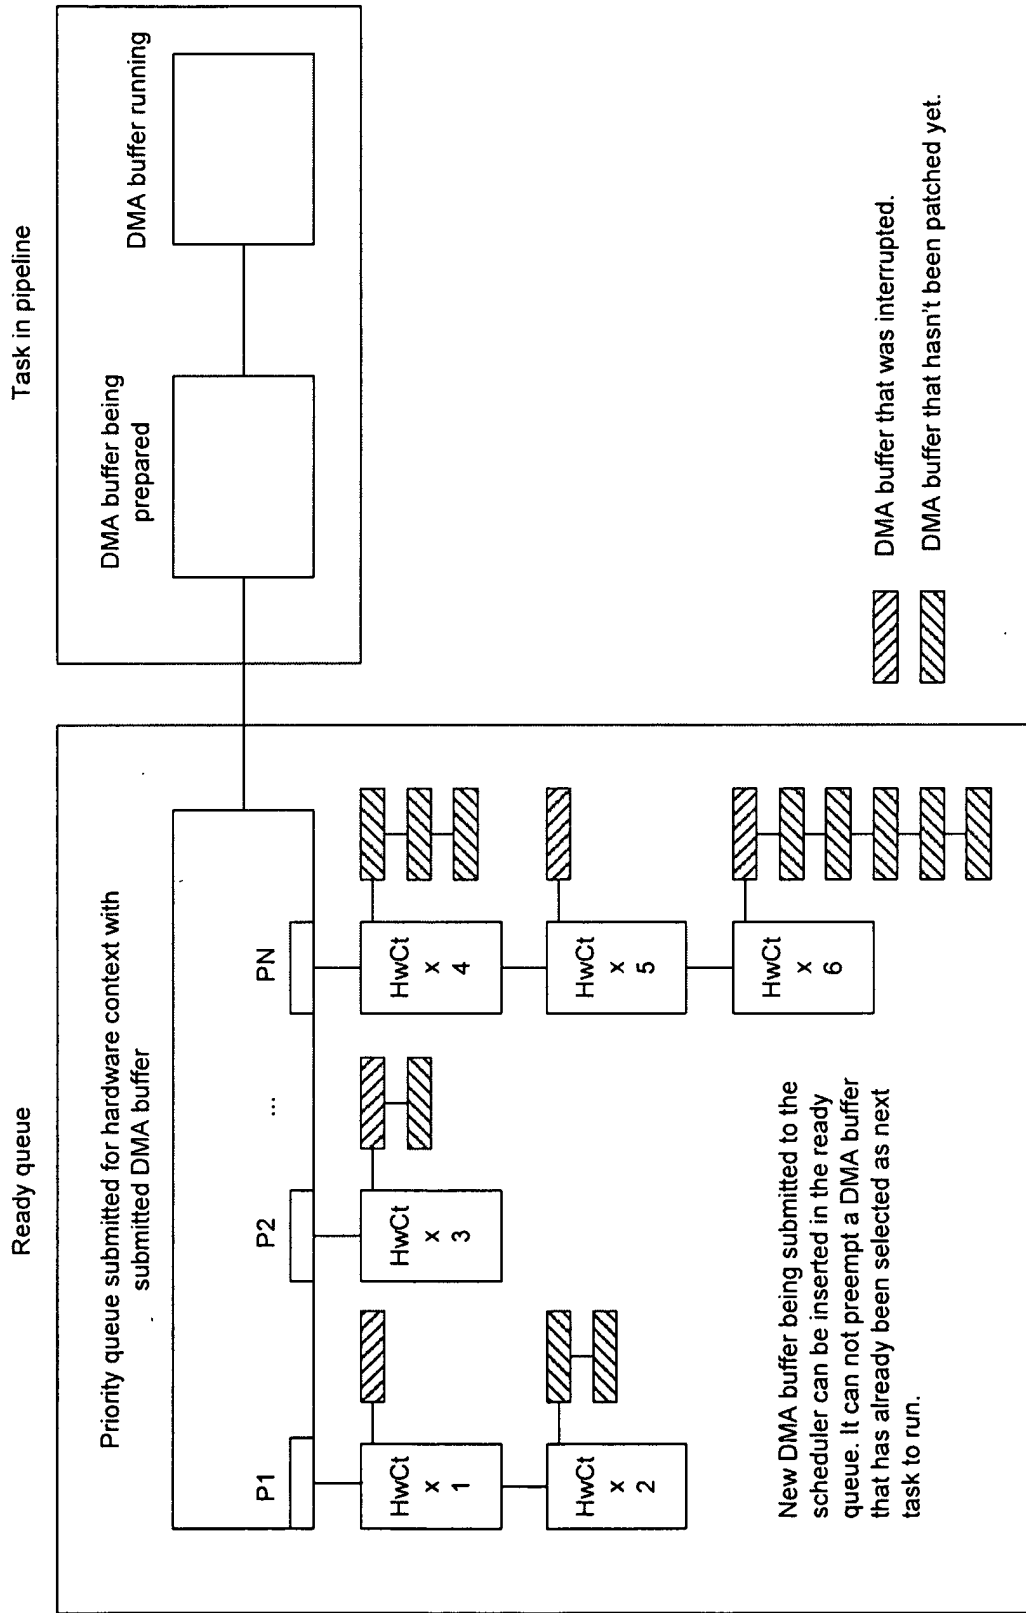 Ready queue
Task in pipeline
Priority queue submitted for hardware context with
submitted DMA buffer
DMA buffer being
prepared
DMA buffer running
P1
P2
...
PN
HwCt
x
1
HwCt
x
2
HwCt
x
3
HwCt
x
4
HwCt
x
5
HwCt
x
6
New DMA buffer being submitted to the
scheduler can be inserted in the ready
queue. It can not preempt a DMA buffer
that has already been selected as next
task to run.
DMA buffer that was interrupted.
DMA buffer that hasn't been patched yet.